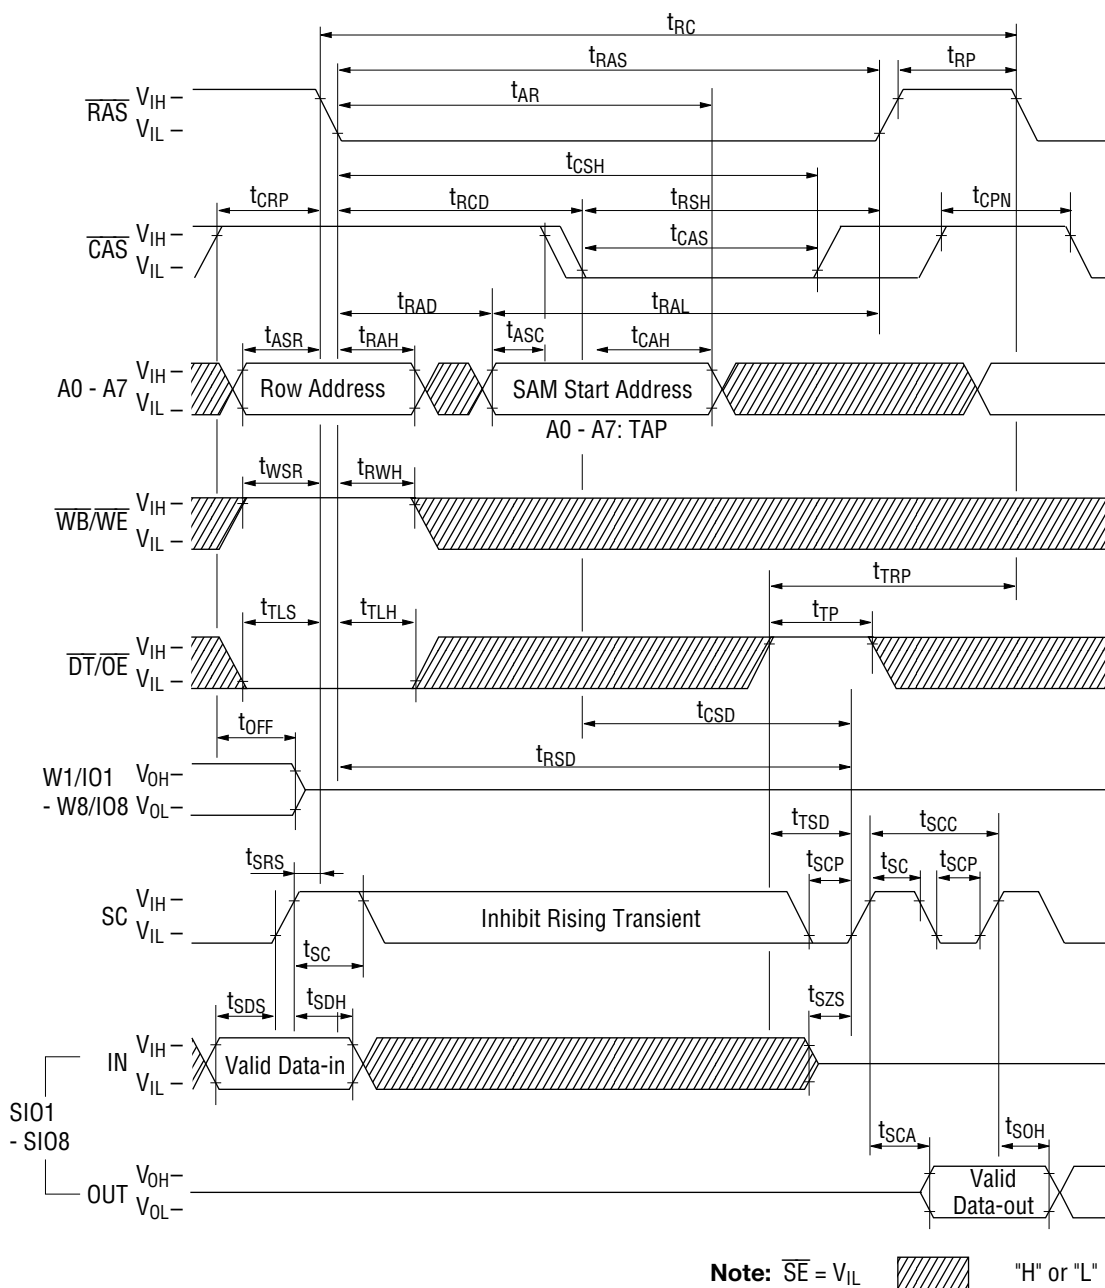 tRC
tRAS
tRP
tAR
RAS VIH
VIL
tCSH
tCRP
tRCD
tRSH
tCPN
CAS VIH
VIL
tCAS
tRAD
tRAL
tASR
tRAH
tASC
tCAH
A0 - A7 VIH
VIL
Row Address
SAM Start Address
A0 - A7: TAP
tWSR
tRWH
WB/WE VIH
VIL
tTRP
tTLS
tTLH
tTP
DT/OE VIH
VIL
tOFF
tCSD
tRSD
W1/IO1 VOH
- W8/IO8 VOL
tTSD
tSCC
tSRS
tSCP
tSC
tSCP
SC VIH
VIL
Inhibit Rising Transient
tSC
tSDS
tSDH
tSZS
IN VIH
VIL
Valid Data-in
SIO1
- SIO8
tSCA
tSOH
OUT VOH
VOL
Valid
Data-out
Note: SE = VIL "H" or "L"